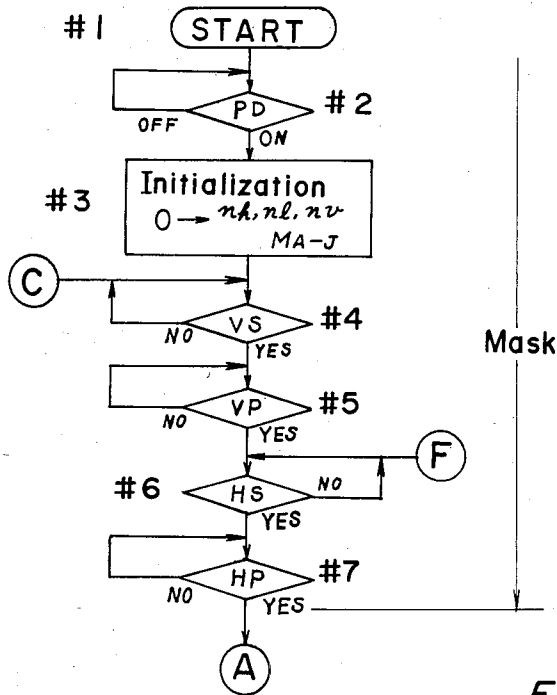 #1 START
PD #2
OFF
ON
Initialization
#3 0 → nh, nl, nv
MA-J
C
VS #4
NO
YES
Mask
VP #5
NO
YES
F
#6 HS NO
YES
HP #7
NO
YES
A
F